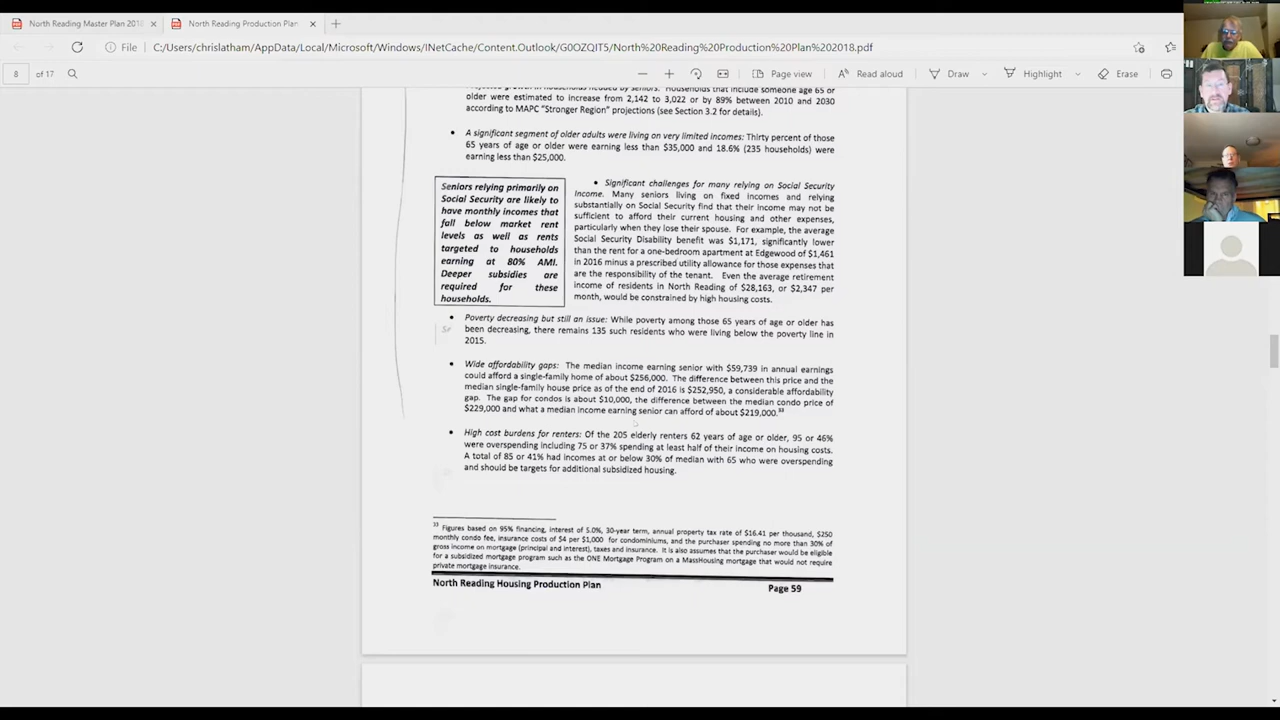 North Reading Master Plan 2018
North Reading Production Plan
File
C:/Users/chrislatham/AppData/Local/Microsoft/Windows/INetCache/Content.Outlook/G0OZQIT5/North%20Reading%20Production%20Plan%202018.pdf
8 of 17
Page view
Read aloud
Draw
Highlight
Erase
growth in households headed by seniors: Households that include someone age 65 or
older were estimated to increase from 2,142 to 3,022 or by 89% between 2010 and 2030
according to MAPC "Stronger Region" projections (see Section 3.2 for details).
• A significant segment of older adults were living on very limited incomes: Thirty percent of those
65 years of age or older were earning less than $35,000 and 18.6% (235 households) were
earning less than $25,000.
Seniors relying primarily on
Social Security are likely to
have monthly incomes that
fall below market rent
levels as well as rents
targeted to households
earning at 80% AMI.
Deeper subsidies are
required for these
households.
• Significant challenges for many relying on Social Security
Income. Many seniors living on fixed incomes and relying
substantially on Social Security find that their income may not be
sufficient to afford their current housing and other expenses,
particularly when they lose their spouse. For example, the average
Social Security Disability benefit was $1,171, significantly lower
than the rent for a one-bedroom apartment at Edgewood of $1,461
in 2016 minus a prescribed utility allowance for those expenses that
are the responsibility of the tenant. Even the average retirement
income of residents in North Reading of $28,163, or $2,347 per
month, would be constrained by high housing costs.
• Poverty decreasing but still an issue: While poverty among those 65 years of age or older has
been decreasing, there remains 135 such residents who were living below the poverty line in
2015.
• Wide affordability gaps: The median income earning senior with $59,739 in annual earnings
could afford a single-family home of about $256,000. The difference between this price and the
median single-family house price as of the end of 2016 is $252,950, a considerable affordability
gap. The gap for condos is about $10,000, the difference between the median condo price of
$229,000 and what a median income earning senior can afford of about $219,000.33
• High cost burdens for renters: Of the 205 elderly renters 62 years of age or older, 95 or 46%
were overspending including 75 or 37% spending at least half of their income on housing costs.
A total of 85 or 41% had incomes at or below 30% of median with 65 who were overspending
and should be targets for additional subsidized housing.
33 Figures based on 95% financing, interest of 5.0%, 30-year term, annual property tax rate of $16.41 per thousand, $250
monthly condo fee, insurance costs of $4 per $1,000 for condominiums, and the purchaser spending no more than 30% of
gross income on mortgage (principal and interest), taxes and insurance. It is also assumes that the purchaser would be eligible
for a subsidized mortgage program such as the ONE Mortgage Program on a MassHousing mortgage that would not require
private mortgage insurance.
North Reading Housing Production Plan
Page 59